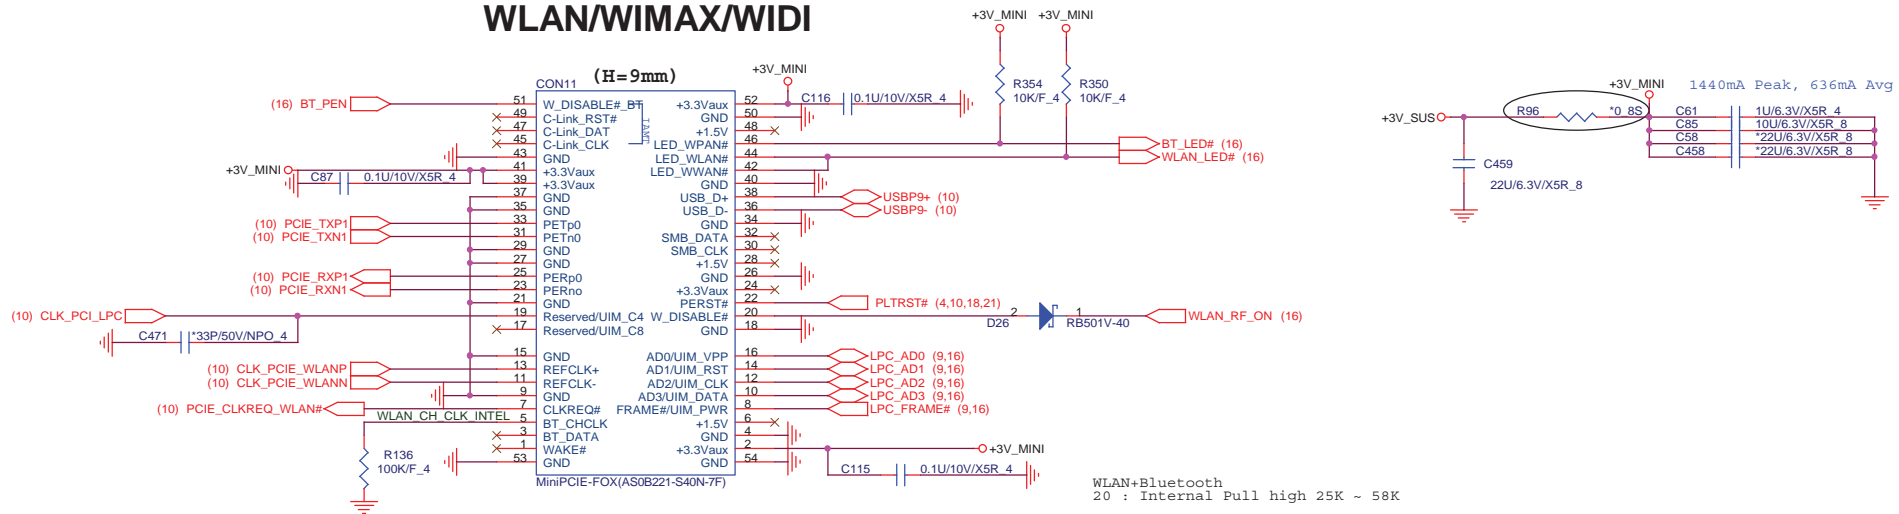 WLAN/WIMAX/WIDI
+3V_MINI +3V_MINI
R354
10K/F_4
R350
10K/F_4
CON11
(H=9mm)
+3V_MINI
C116 0.1U/10V/X5R_4
(16) BT_PEN
51 W_DISABLE#_BT +3.3Vaux 52
49 C-Link_RST# GND 50
47 C-Link_DAT +1.5V 48
45 C-Link_CLK LED_WPAN# 46 BT_LED# (16)
43 GND LED_WLAN# 44 WLAN_LED# (16)
+3V_MINI 41 +3.3Vaux LED_WWAN# 42
C87 0.1U/10V/X5R_4 39 +3.3Vaux GND 40
37 GND USB_D+ 38 USBP9+ (10)
35 GND USB_D- 36 USBP9- (10)
(10) PCIE_TXP1 33 PETp0 GND 34
(10) PCIE_TXN1 31 PETn0 SMB_DATA 32
29 GND SMB_CLK 30
27 GND +1.5V 28
(10) PCIE_RXP1 25 PERp0 GND 26
(10) PCIE_RXN1 23 PERno +3.3Vaux 24
21 GND PERST# 22 PLTRST# (4,10,18,21)
(10) CLK_PCI_LPC 19 Reserved/UIM_C4 W_DISABLE# 20 2 1 WLAN_RF_ON (16)
D26 RB501V-40
17 Reserved/UIM_C8 GND 18
C471 *33P/50V/NPO_4
15 GND AD0/UIM_VPP 16 LPC_AD0 (9,16)
(10) CLK_PCIE_WLANP 13 REFCLK+ AD1/UIM_RST 14 LPC_AD1 (9,16)
(10) CLK_PCIE_WLANN 11 REFCLK- AD2/UIM_CLK 12 LPC_AD2 (9,16)
9 GND AD3/UIM_DATA 10 LPC_AD3 (9,16)
(10) PCIE_CLKREQ_WLAN# 7 CLKREQ# FRAME#/UIM_PWR 8 LPC_FRAME# (9,16)
WLAN_CH_CLK_INTEL 5 BT_CHCLK +1.5V 6
3 BT_DATA GND 4
1 WAKE# +3.3Vaux 2 +3V_MINI
53 GND GND 54
R136
100K/F_4
C115 0.1U/10V/X5R_4
MiniPCIE-FOX(AS0B221-S40N-7F)
WLAN+Bluetooth
20 : Internal Pull high 25K ~ 58K
+3V_MINI 1440mA Peak, 636mA Avg
+3V_SUS R96 *0_8S
C61 1U/6.3V/X5R_4
C85 10U/6.3V/X5R_8
C58 *22U/6.3V/X5R_8
C458 *22U/6.3V/X5R_8
C459
22U/6.3V/X5R_8